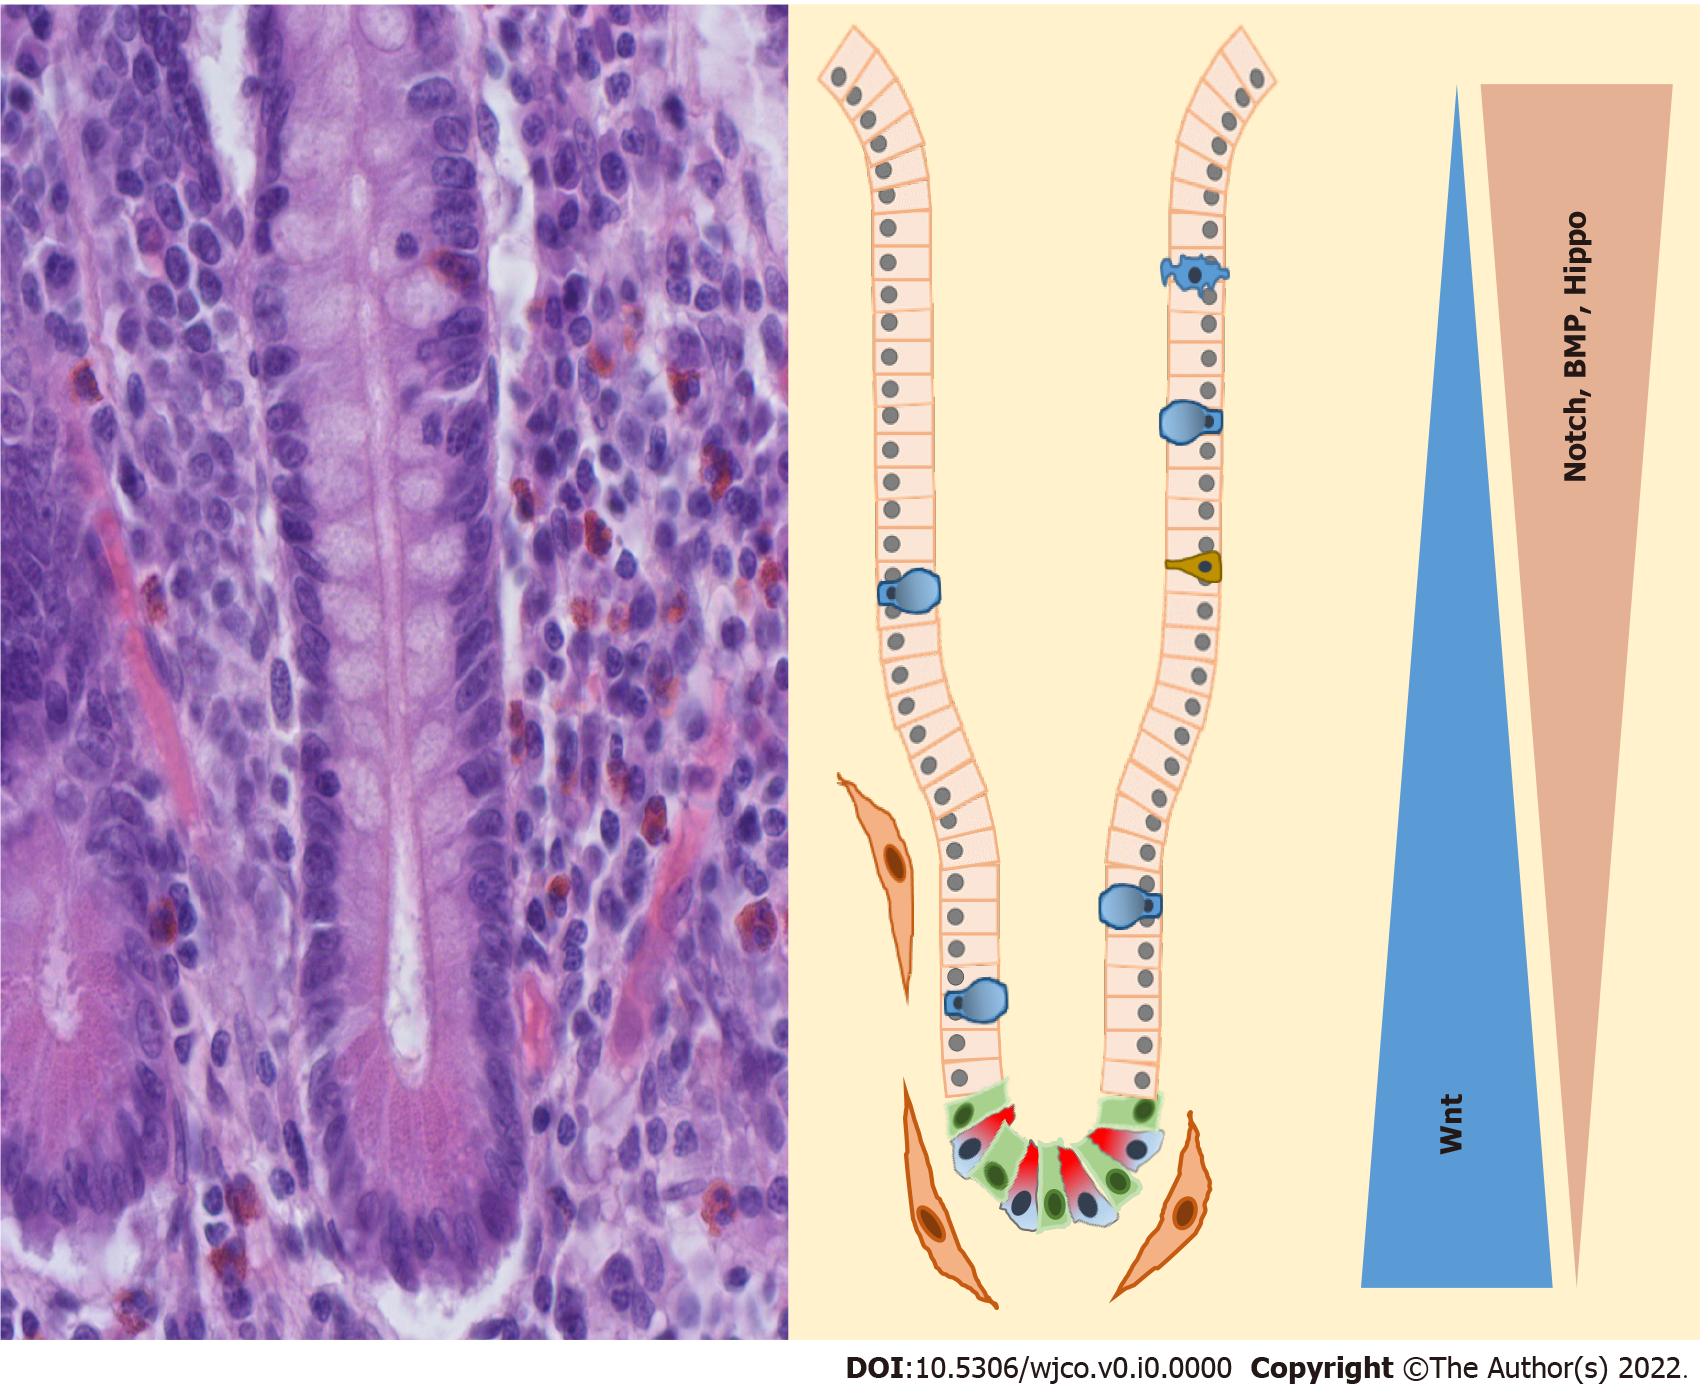 Notch, BMP, Hippo
Wnt
DOI:10.5306/wjco.v0.i0.0000 Copyright ©The Author(s) 2022.